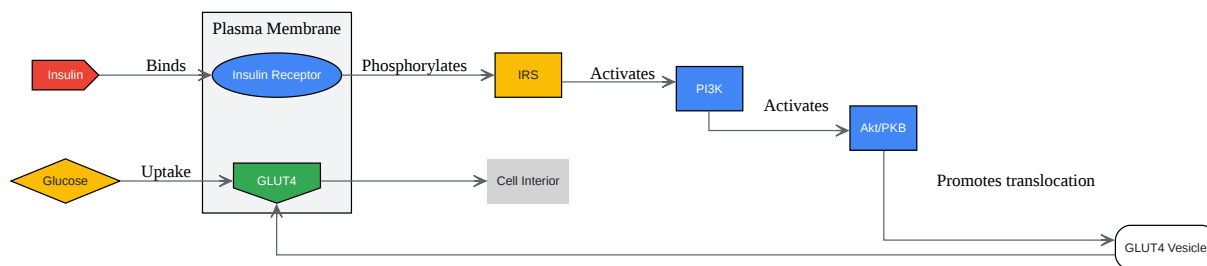 Plasma Membrane
Insulin
Binds
Insulin Receptor
Phosphorylates
IRS
Activates
PI3K
Activates
Akt/PKB
Glucose
Uptake
GLUT4
Cell Interior
Promotes translocation
GLUT4 Vesicle